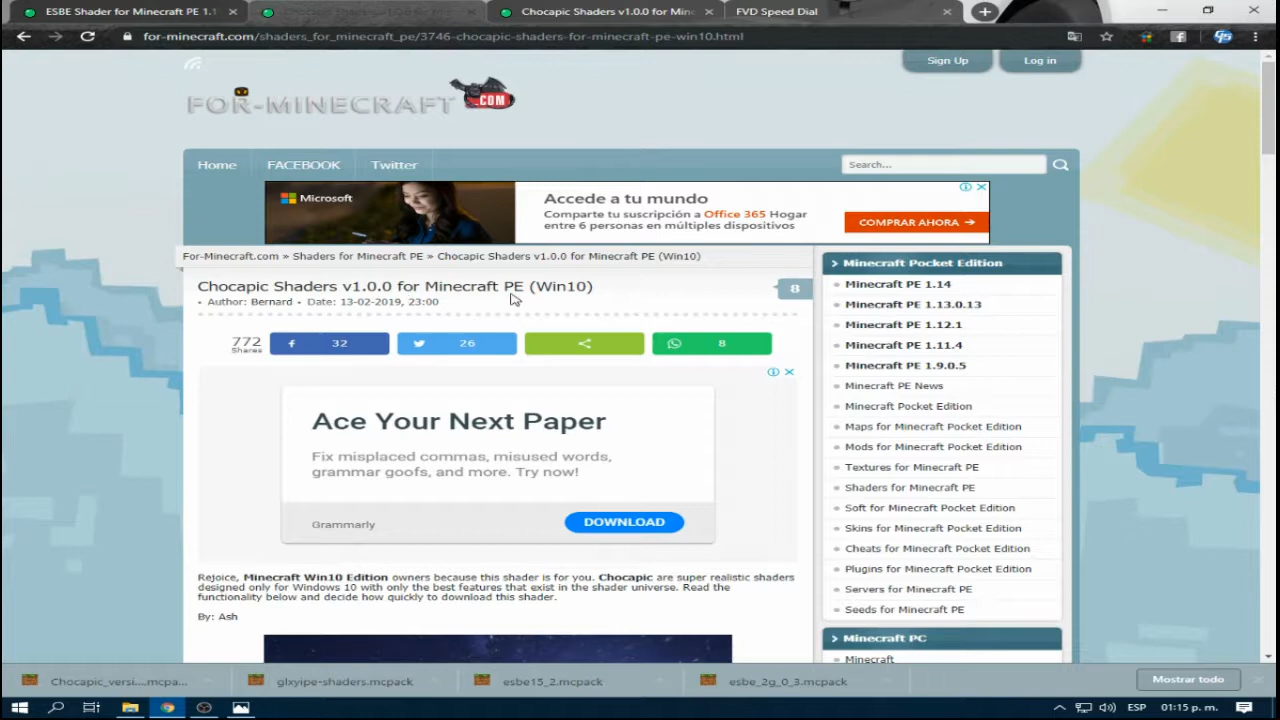 ESBE Shader for Minecraft PE 1.1
Chocapic Shaders v1.0.0 for Min
FVD Speed Dial
for-minecraft.com/shaders_for_minecraft_pe/3746-chocapic-shaders-for-minecraft-pe-win10.html
Sign Up
Log in
FOR-MINECRAFT .COM
Home
FACEBOOK
Twitter
Search...
Microsoft
Accede a tu mundo
Comparte tu suscripción a Office 365 Hogar
entre 6 personas en múltiples dispositivos
COMPRAR AHORA →
For-Minecraft.com » Shaders for Minecraft PE » Chocapic Shaders v1.0.0 for Minecraft PE (Win10)
Chocapic Shaders v1.0.0 for Minecraft PE (Win10)
8
• Author: Bernard • Date: 13-02-2019, 23:00
772
Shares
32
26
8
Ace Your Next Paper
Fix misplaced commas, misused words,
grammar goofs, and more. Try now!
Grammarly
DOWNLOAD
Rejoice, Minecraft Win10 Edition owners because this shader is for you. Chocapic are super realistic shaders
designed only for Windows 10 with only the best features that exist in the shader universe. Read the
functionality below and decide how quickly to download this shader.
By: Ash
Minecraft Pocket Edition
Minecraft PE 1.14
Minecraft PE 1.13.0.13
Minecraft PE 1.12.1
Minecraft PE 1.11.4
Minecraft PE 1.9.0.5
Minecraft PE News
Minecraft Pocket Edition
Maps for Minecraft Pocket Edition
Mods for Minecraft Pocket Edition
Textures for Minecraft PE
Shaders for Minecraft PE
Soft for Minecraft Pocket Edition
Skins for Minecraft Pocket Edition
Cheats for Minecraft Pocket Edition
Plugins for Minecraft Pocket Edition
Servers for Minecraft PE
Seeds for Minecraft PE
Minecraft PC
Minecraft
Chocapic_versi....mcpa...
glxyipe-shaders.mcpack
esbe15_2.mcpack
esbe_2g_0_3.mcpack
Mostrar todo
ESP
01:15 p. m.